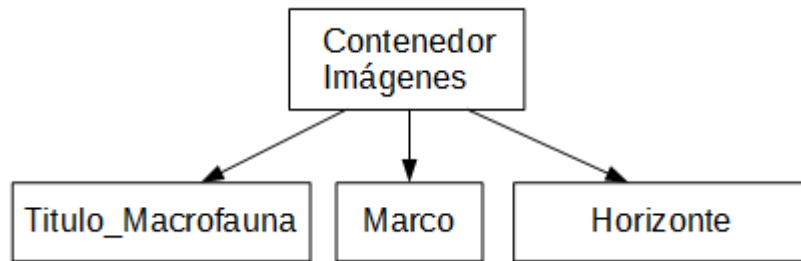 Contenedor
Imágenes
Titulo_Macrofauna
Marco
Horizonte